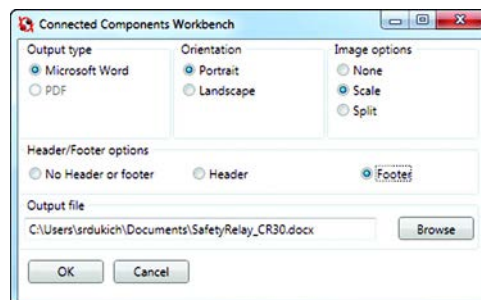 Connected Components Workbench
Output type
Microsoft Word
PDF
Orientation
Portrait
Landscape
Image options
None
Scale
Split
Header/Footer options
No Header or footer
Header
Footer
Output file
C:\Users\srdukich\Documents\SafetyRelay_CR30.docx
Browse
OK
Cancel